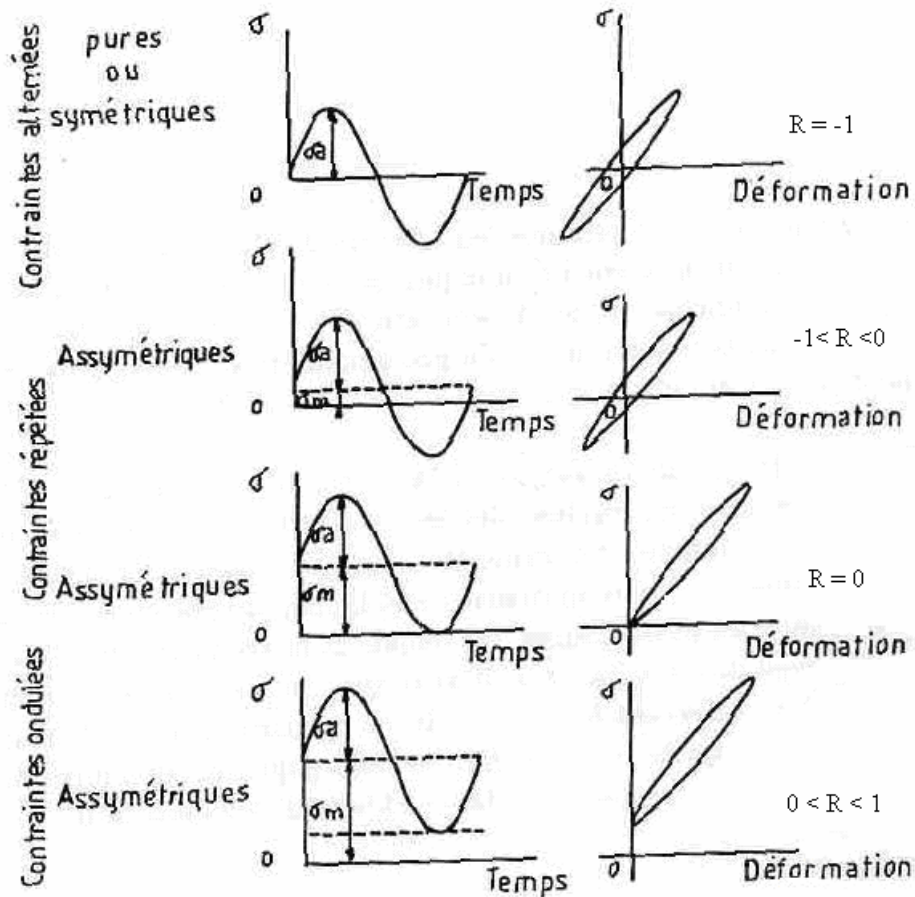 Contraintes alternées
pures
ou
symétriques
σ
σa
0
Temps
σ
0
R = -1
Déformation
Assymétriques
σ
σa
σm
0
Temps
σ
0
-1< R <0
Déformation
Contraintes répétées
Assymétriques
σ
σa
σm
0
Temps
σ
0
R = 0
Déformation
Contraintes ondulées
Assymétriques
σ
σa
σm
0
Temps
σ
0
0 < R < 1
Déformation